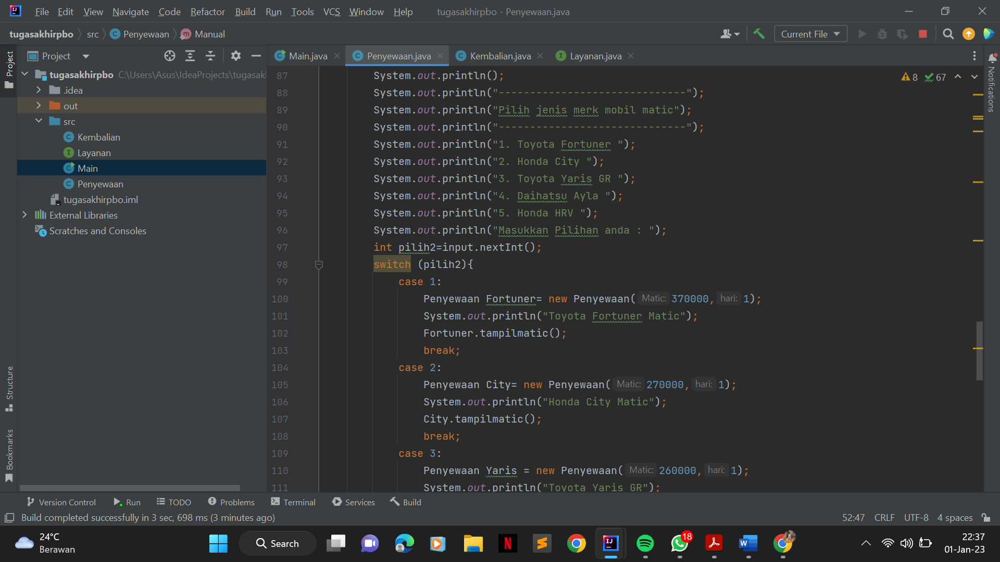 File Edit View Navigate Code Refactor Build Run Tools VCS Window Help tugasakhirpbo - Penyewaan.java
tugasakhirpbo src Penyewaan Manual Current File
Project
Project
Main.java Penyewaan.java Kembalian.java Layanan.java
Notifications
tugasakhirpbo C:\Users\Asus\IdeaProjects\tugasakl
.idea
out
src
Kembalian
Layanan
Main
Penyewaan
tugasakhirpbo.iml
External Libraries
Scratches and Consoles
8 67
87 System.out.println();
88 System.out.println("------------------------------");
89 System.out.println("Pilih jenis merk mobil matic");
90 System.out.println("------------------------------");
91 System.out.println("1. Toyota Fortuner ");
92 System.out.println("2. Honda City ");
93 System.out.println("3. Toyota Yaris GR ");
94 System.out.println("4. Daihatsu Ayla ");
95 System.out.println("5. Honda HRV ");
96 System.out.println("Masukkan Pilihan anda : ");
97 int pilih2=input.nextInt();
98 switch (pilih2){
99 case 1:
100 Penyewaan Fortuner= new Penyewaan( Matic: 370000, hari: 1);
101 System.out.println("Toyota Fortuner Matic");
102 Fortuner.tampilmatic();
103 break;
104 case 2:
105 Penyewaan City= new Penyewaan( Matic: 270000, hari: 1);
106 System.out.println("Honda City Matic");
107 City.tampilmatic();
108 break;
109 case 3:
110 Penyewaan Yaris = new Penyewaan( Matic: 260000, hari: 1);
111 System.out.println("Toyota Yaris GR");
Structure
Bookmarks
Version Control Run TODO Problems Terminal Services Build
Build completed successfully in 3 sec, 698 ms (3 minutes ago) 52:47 CRLF UTF-8 4 spaces
24°C
Berawan
Search
18
22:37
01-Jan-23